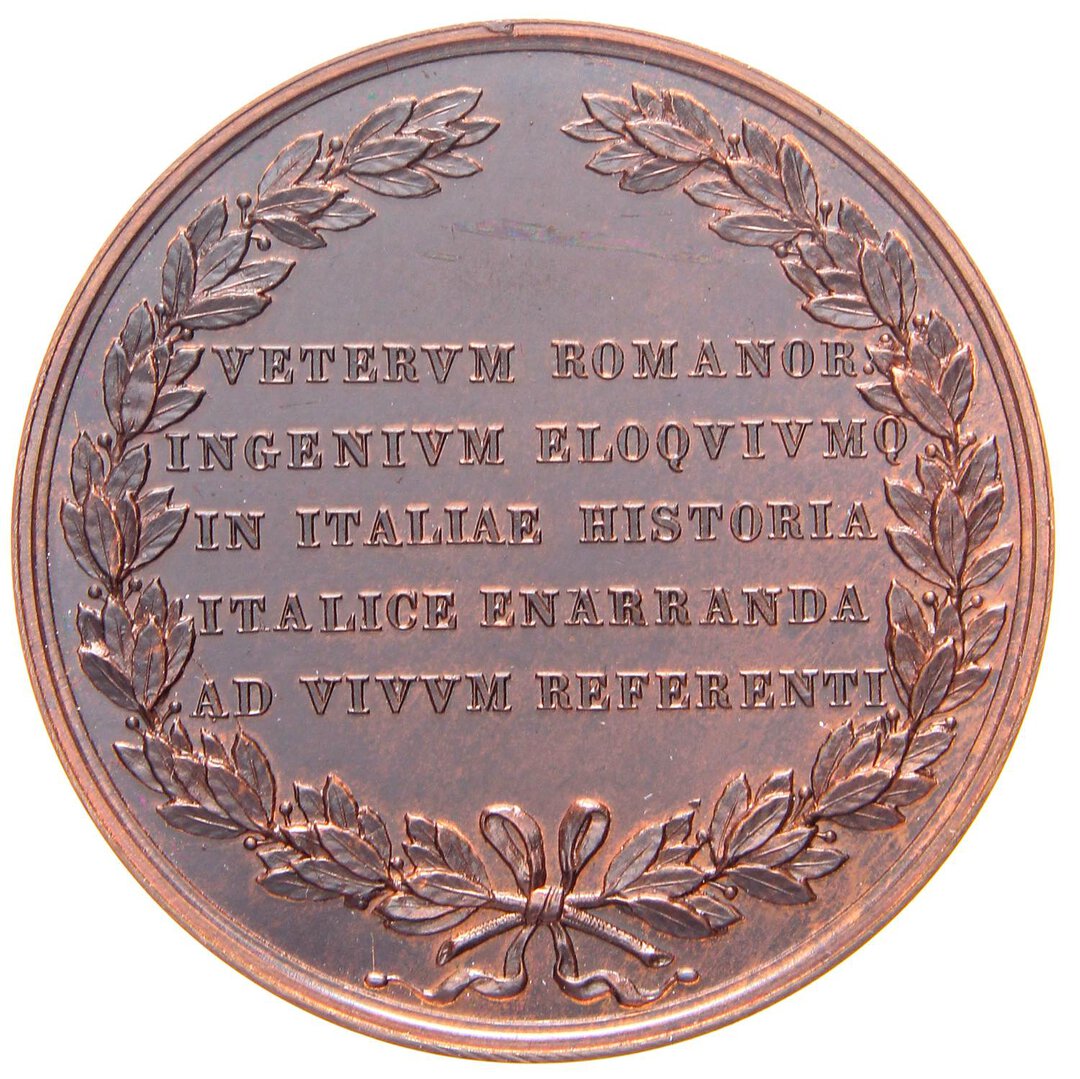 VETERVM ROMANOR:
INGENIVM ELOQVIVMQ
IN ITALIAE HISTORIA
ITALICE ENARRANDA
AD VIVVM REFERENTI